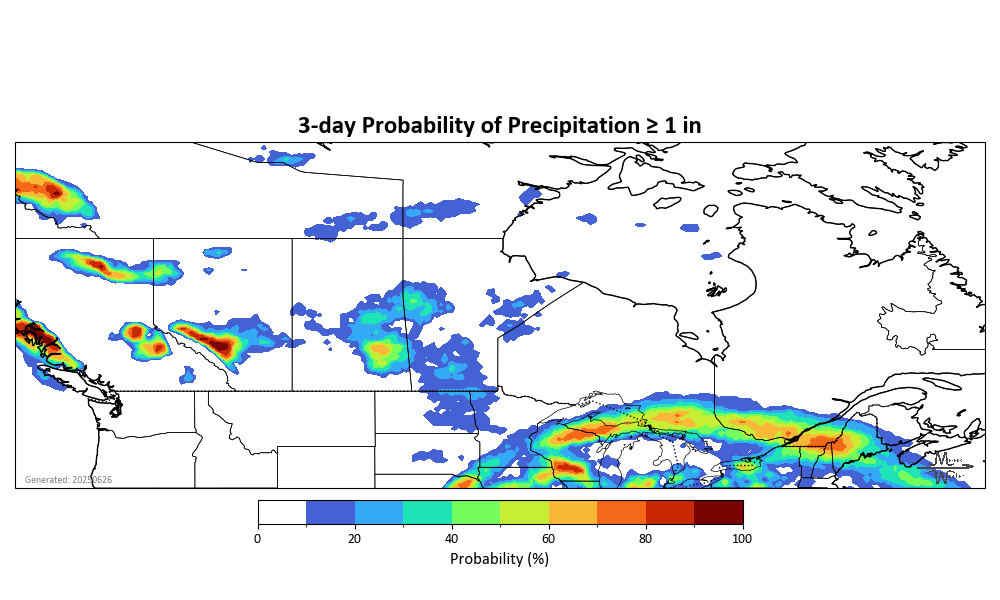 3-day Probability of Precipitation ≥ 1 in
Generated: 20250626
0 20 40 60 80 100
Probability (%)